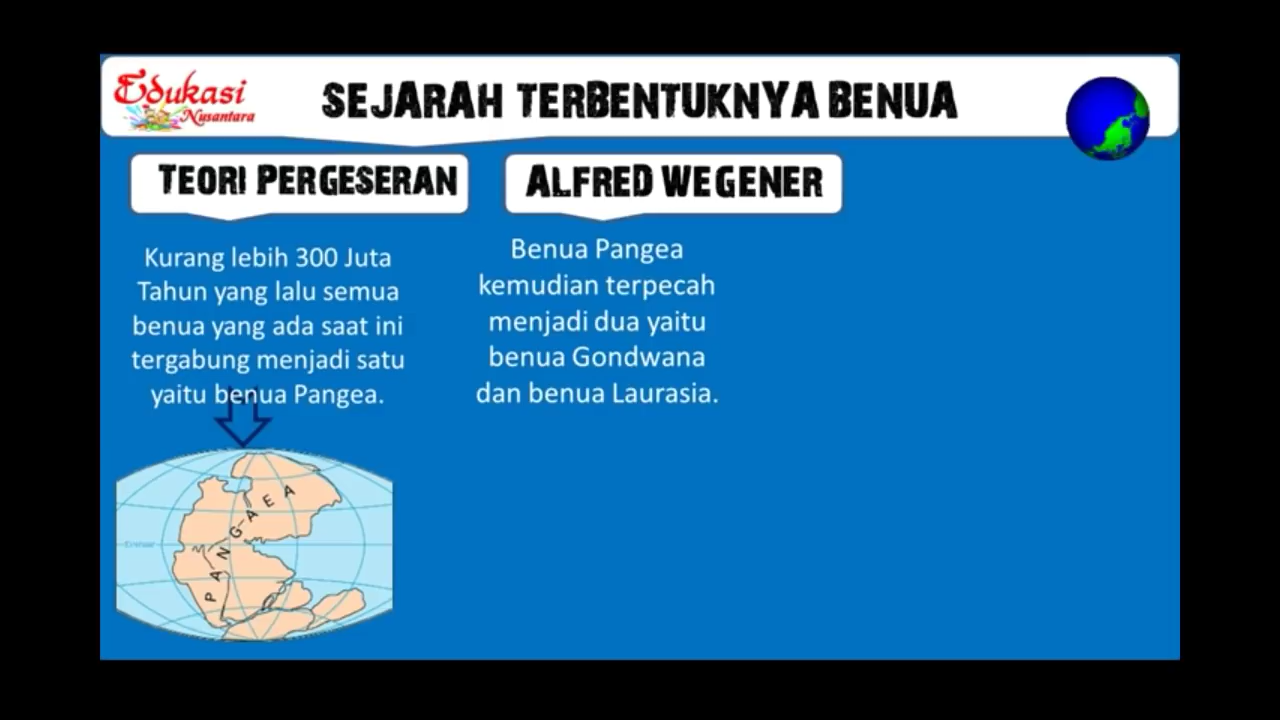 Edukasi
Nusantara
SEJARAH TERBENTUKNYA BENUA
TEORI PERGESERAN
ALFRED WEGENER
Kurang lebih 300 Juta
Tahun yang lalu semua
benua yang ada saat ini
tergabung menjadi satu
yaitu benua Pangea.
Benua Pangea
kemudian terpecah
menjadi dua yaitu
benua Gondwana
dan benua Laurasia.
PANGAEA